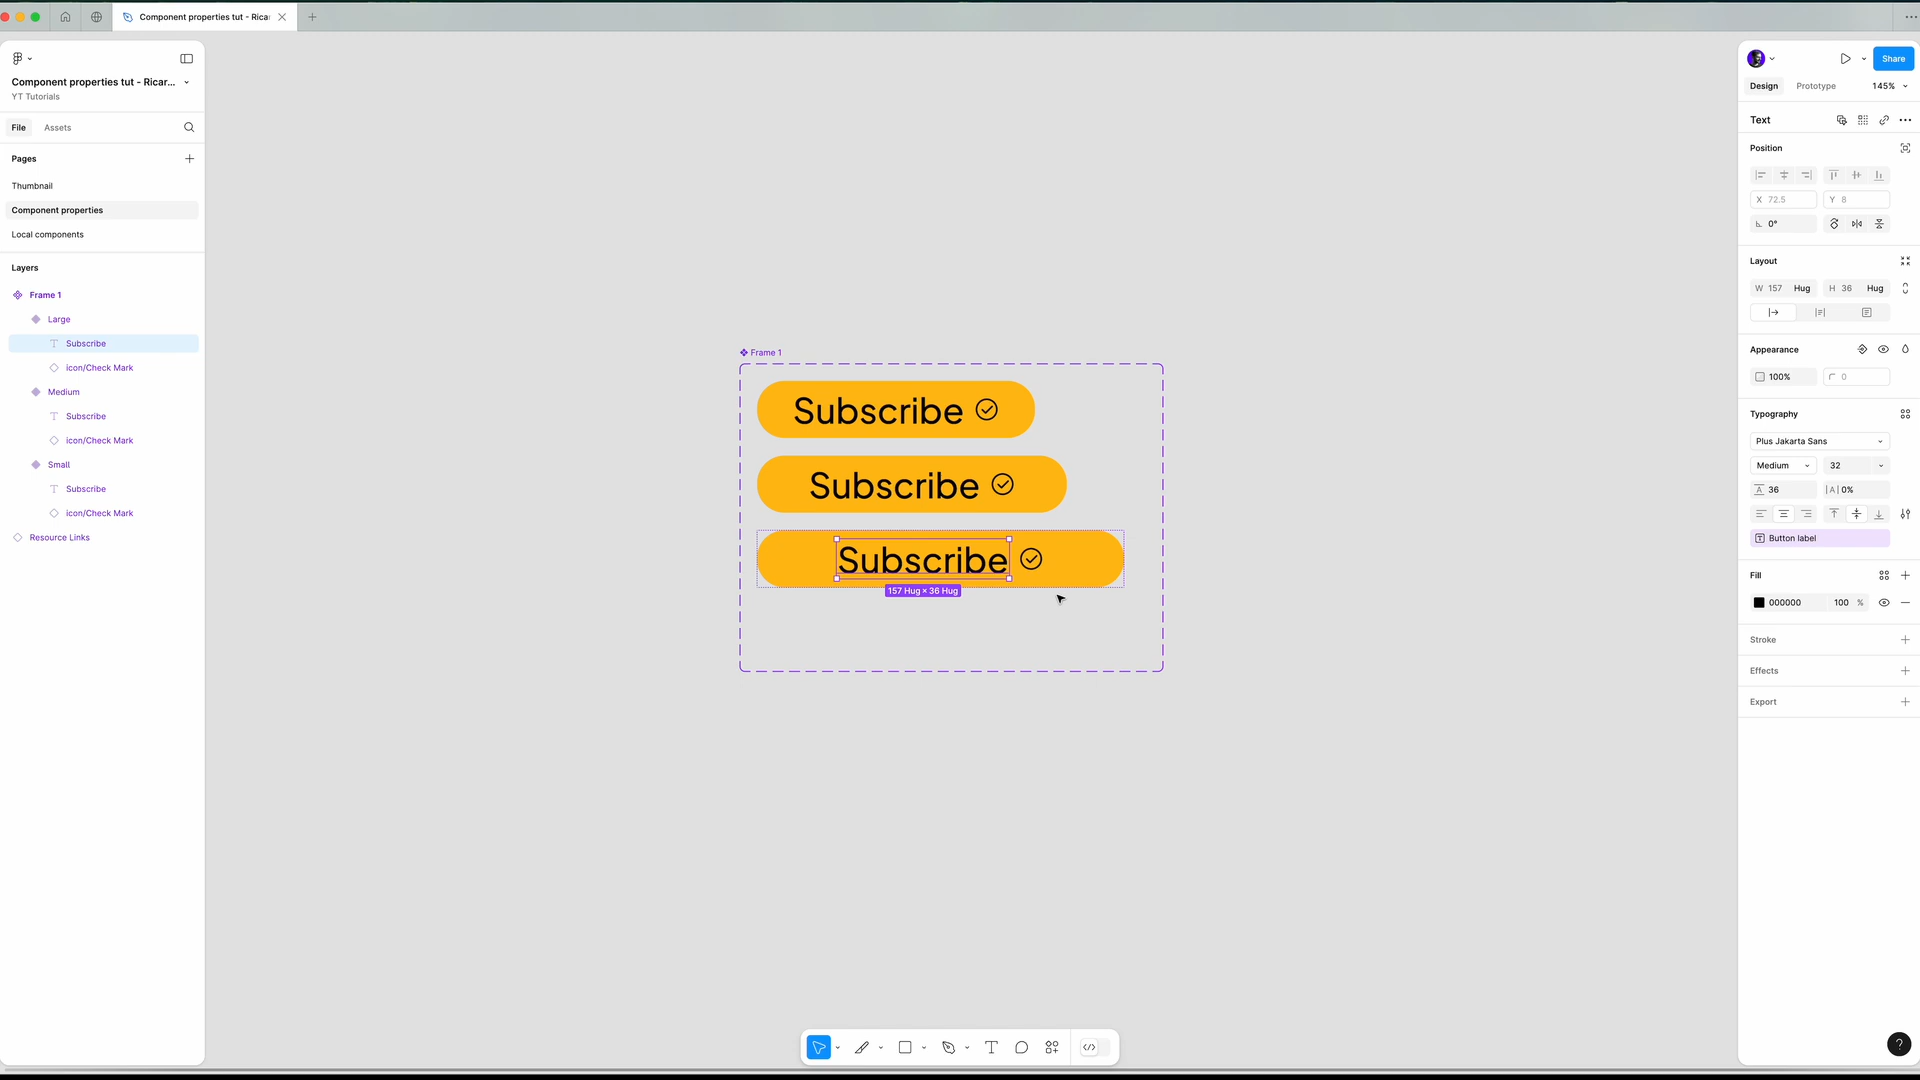 Component properties tut - Ricar
Component properties tut - Ricar...
YT Tutorials
File
Assets
Pages
Thumbnail
Component properties
Local components
Layers
Frame 1
Large
Subscribe
icon/Check Mark
Medium
Subscribe
icon/Check Mark
Small
Subscribe
icon/Check Mark
Resource Links
Frame 1
Subscribe
Subscribe
Subscribe
157 Hug × 36 Hug
Share
Design
Prototype
145%
Text
Position
X 72.5
Y 8
0°
Layout
W 157 Hug
H 36 Hug
Appearance
100%
0
Typography
Plus Jakarta Sans
Medium
32
A 36
|A| 0%
T Button label
Fill
000000
100 %
Stroke
Effects
Export
?